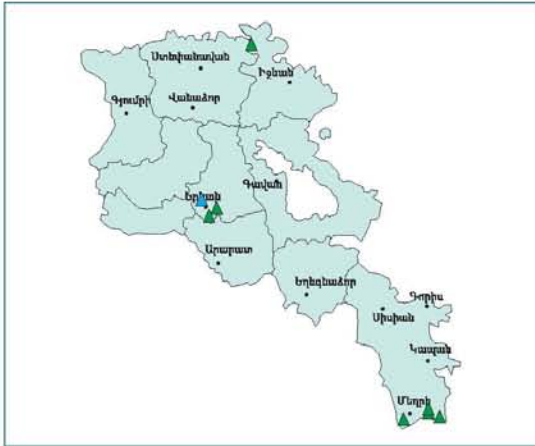 Ստեփանավան
Իջևան
Գյումրի
Վանաձոր
Գավառ
Երևան
Արարատ
Եղեգնաձոր
Գորիս
Սիսիան
Կապան
Մեղրի